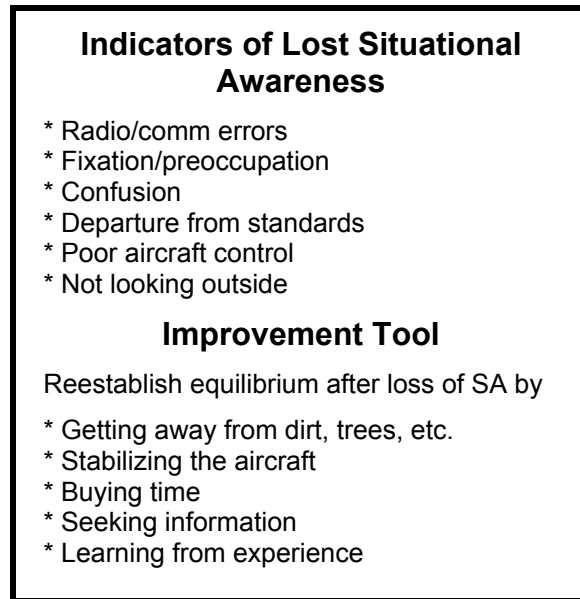 Indicators of Lost Situational
Awareness
* Radio/comm errors
* Fixation/preoccupation
* Confusion
* Departure from standards
* Poor aircraft control
* Not looking outside
Improvement Tool
Reestablish equilibrium after loss of SA by
* Getting away from dirt, trees, etc.
* Stabilizing the aircraft
* Buying time
* Seeking information
* Learning from experience